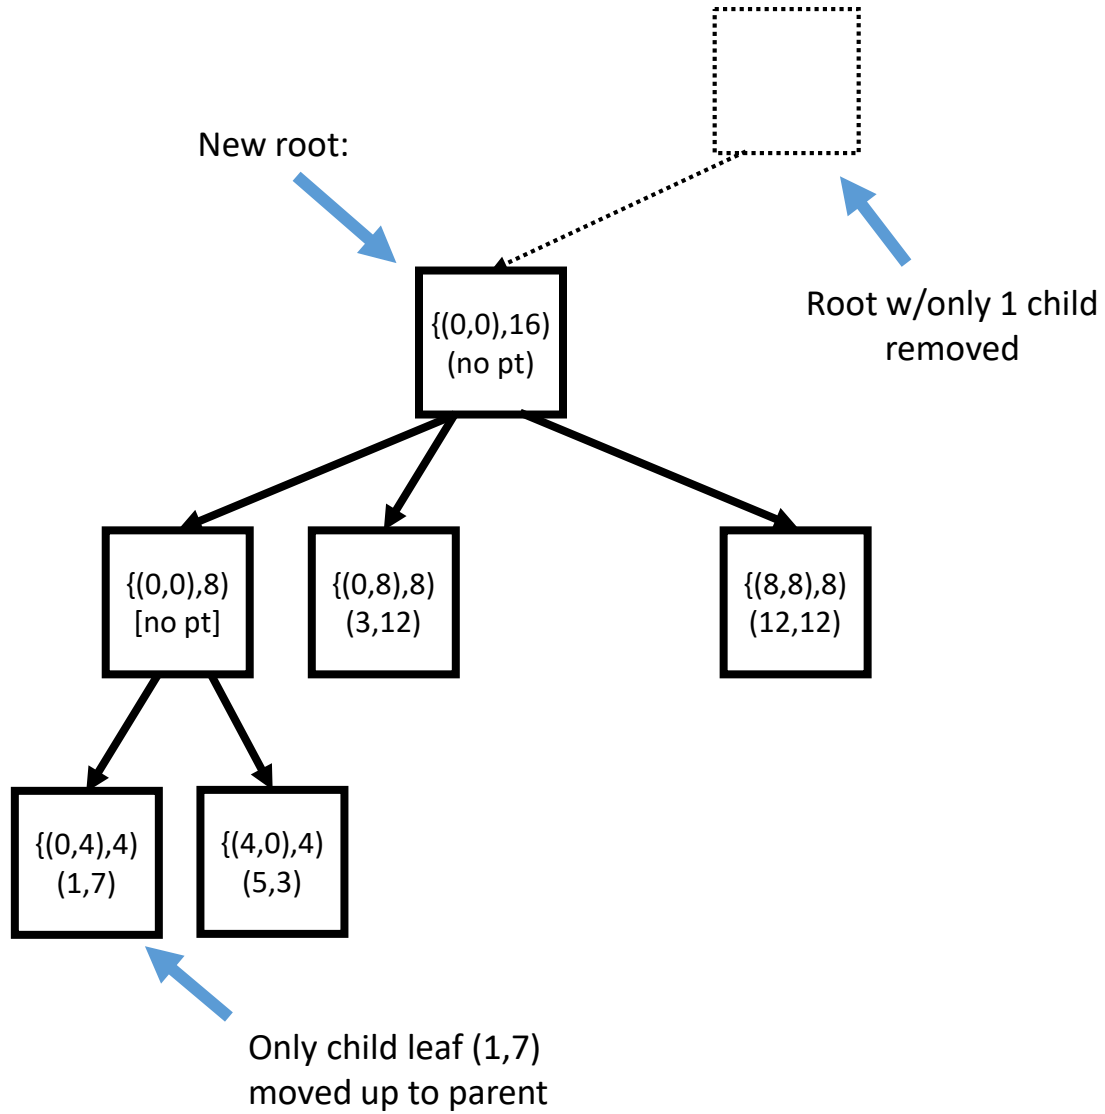 New root:
Root w/only 1 child
removed
{(0,0),16)
(no pt)
{(0,0),8)
[no pt]
{(0,8),8)
(3,12)
{(8,8),8)
(12,12)
{(0,4),4)
(1,7)
{(4,0),4)
(5,3)
Only child leaf (1,7)
moved up to parent